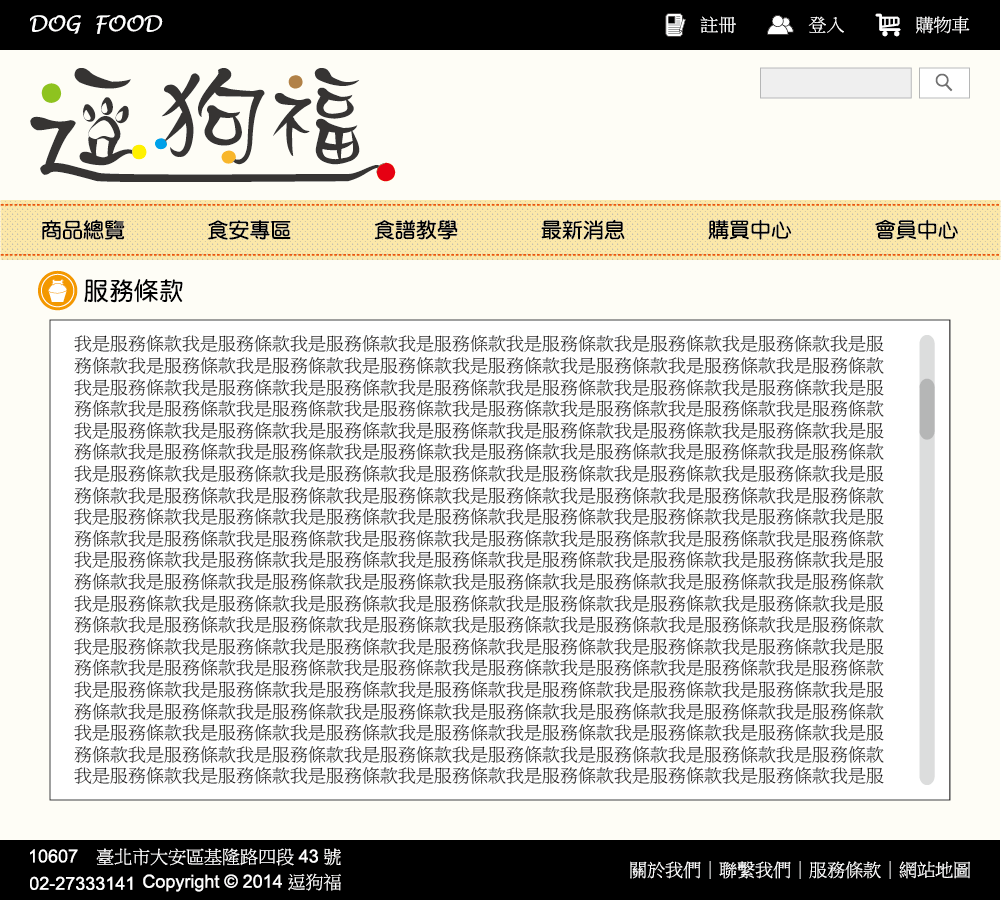 DOG FOOD
註冊
登入
購物車
逗狗福
商品總覽 食安專區 食譜教學 最新消息 購買中心 會員中心
服務條款
我是服務條款我是服務條款我是服務條款我是服務條款我是服務條款我是服務條款我是服務條款我是服
務條款我是服務條款我是服務條款我是服務條款我是服務條款我是服務條款我是服務條款我是服務條款
我是服務條款我是服務條款我是服務條款我是服務條款我是服務條款我是服務條款我是服務條款我是服
務條款我是服務條款我是服務條款我是服務條款我是服務條款我是服務條款我是服務條款我是服務條款
我是服務條款我是服務條款我是服務條款我是服務條款我是服務條款我是服務條款我是服務條款我是服
務條款我是服務條款我是服務條款我是服務條款我是服務條款我是服務條款我是服務條款我是服務條款
我是服務條款我是服務條款我是服務條款我是服務條款我是服務條款我是服務條款我是服務條款我是服
務條款我是服務條款我是服務條款我是服務條款我是服務條款我是服務條款我是服務條款我是服務條款
我是服務條款我是服務條款我是服務條款我是服務條款我是服務條款我是服務條款我是服務條款我是服
務條款我是服務條款我是服務條款我是服務條款我是服務條款我是服務條款我是服務條款我是服務條款
我是服務條款我是服務條款我是服務條款我是服務條款我是服務條款我是服務條款我是服務條款我是服
務條款我是服務條款我是服務條款我是服務條款我是服務條款我是服務條款我是服務條款我是服務條款
我是服務條款我是服務條款我是服務條款我是服務條款我是服務條款我是服務條款我是服務條款我是服
務條款我是服務條款我是服務條款我是服務條款我是服務條款我是服務條款我是服務條款我是服務條款
我是服務條款我是服務條款我是服務條款我是服務條款我是服務條款我是服務條款我是服務條款我是服
務條款我是服務條款我是服務條款我是服務條款我是服務條款我是服務條款我是服務條款我是服務條款
我是服務條款我是服務條款我是服務條款我是服務條款我是服務條款我是服務條款我是服務條款我是服
務條款我是服務條款我是服務條款我是服務條款我是服務條款我是服務條款我是服務條款我是服務條款
我是服務條款我是服務條款我是服務條款我是服務條款我是服務條款我是服務條款我是服務條款我是服
務條款我是服務條款我是服務條款我是服務條款我是服務條款我是服務條款我是服務條款我是服務條款
我是服務條款我是服務條款我是服務條款我是服務條款我是服務條款我是服務條款我是服務條款我是服
10607 臺北市大安區基隆路四段 43 號
02-27333141 Copyright © 2014 逗狗福
關於我們｜聯繫我們｜服務條款｜網站地圖